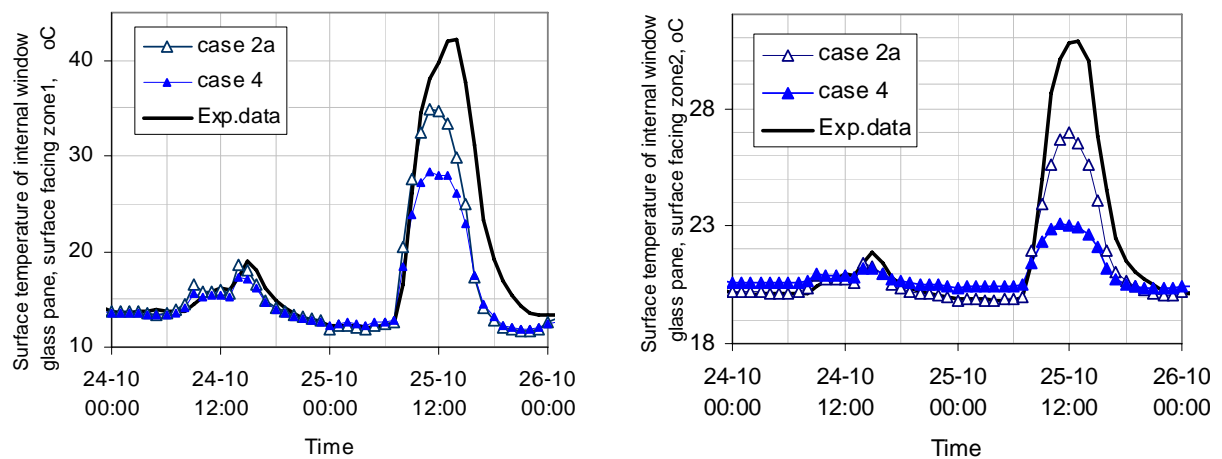 Surface temperature of internal window
glass pane, surface facing zone1, oC
40
30
20
10
case 2a
case 4
Exp.data
24-10 24-10 25-10 25-10 26-10
00:00 12:00 00:00 12:00 00:00
Time
Surface temperature of internal window
glass pane, surface facing zone2, oC
28
23
18
case 2a
case 4
Exp.data
24-10 24-10 25-10 25-10 26-10
00:00 12:00 00:00 12:00 00:00
Time